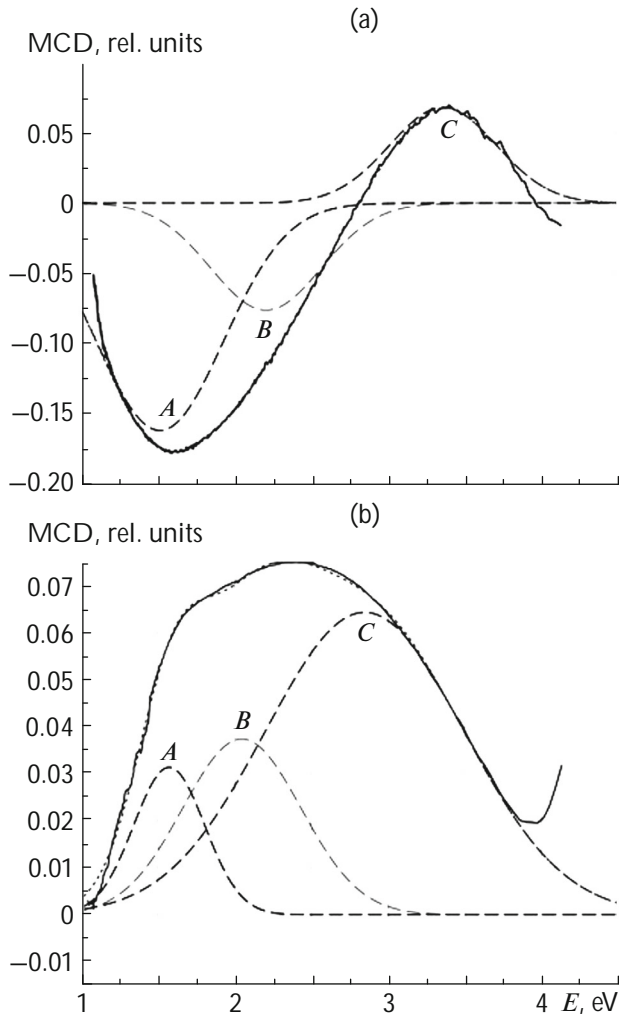 (a)
MCD, rel. units
0.05
C
0
−0.05
B
−0.10
A
−0.15
−0.20
(b)
MCD, rel. units
0.07
0.06
C
0.05
0.04
B
A
0.03
0.02
0.01
0
−0.01
1 2 3 4 E, eV